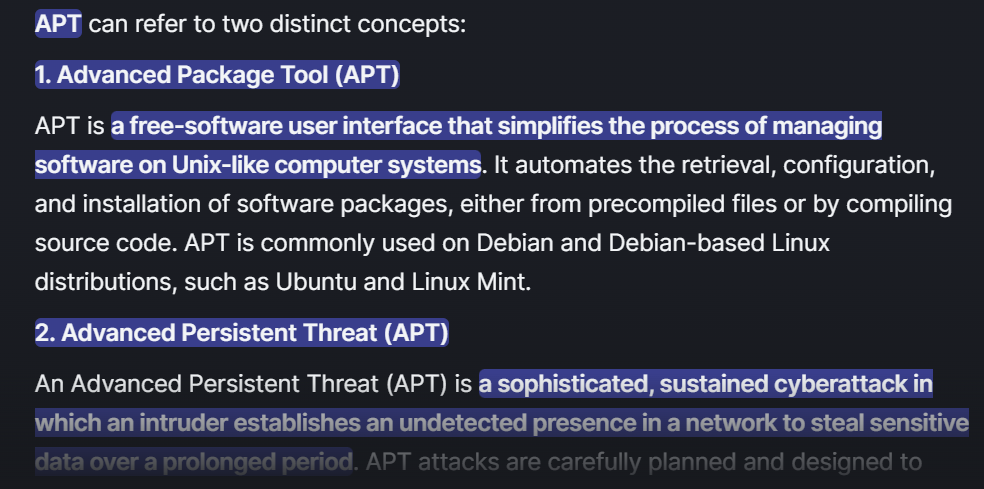 APT can refer to two distinct concepts:
1. Advanced Package Tool (APT)
APT is a free-software user interface that simplifies the process of managing
software on Unix-like computer systems. It automates the retrieval, configuration,
and installation of software packages, either from precompiled files or by compiling
source code. APT is commonly used on Debian and Debian-based Linux
distributions, such as Ubuntu and Linux Mint.
2. Advanced Persistent Threat (APT)
An Advanced Persistent Threat (APT) is a sophisticated, sustained cyberattack in
which an intruder establishes an undetected presence in a network to steal sensitive
data over a prolonged period. APT attacks are carefully planned and designed to